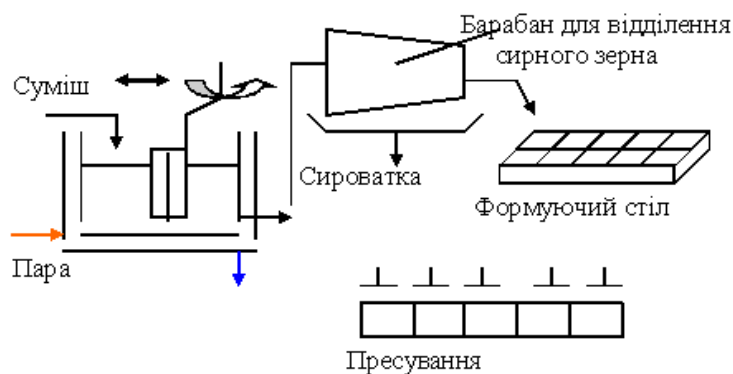 Барабан для відділення
сирного зерна
Суміш
Сироватка
Формуючий стіл
Пара
Пресування